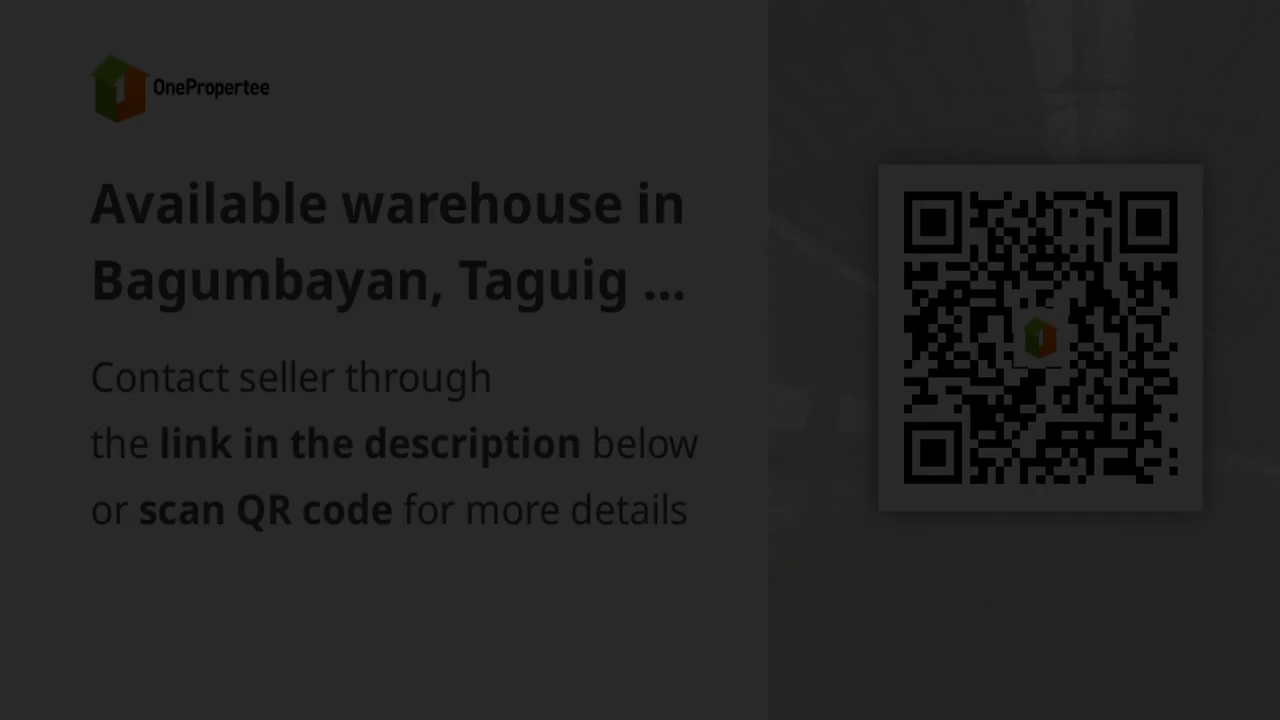 OnePropertee
Available warehouse in
Bagumbayan, Taguig ...
Contact seller through
the link in the description below
or scan QR code for more details